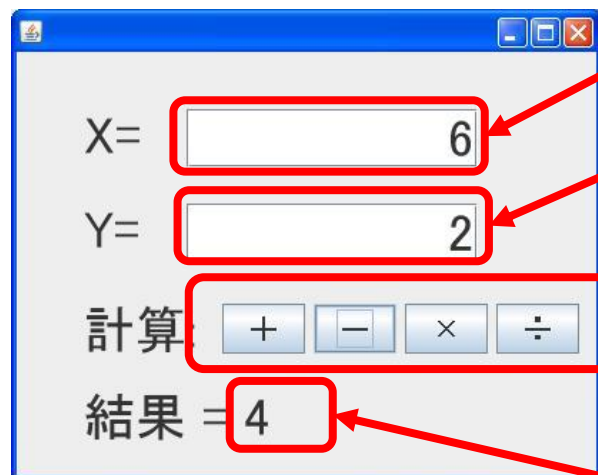 X= 6
Y= 2
計算: + − × ÷
結果 = 4